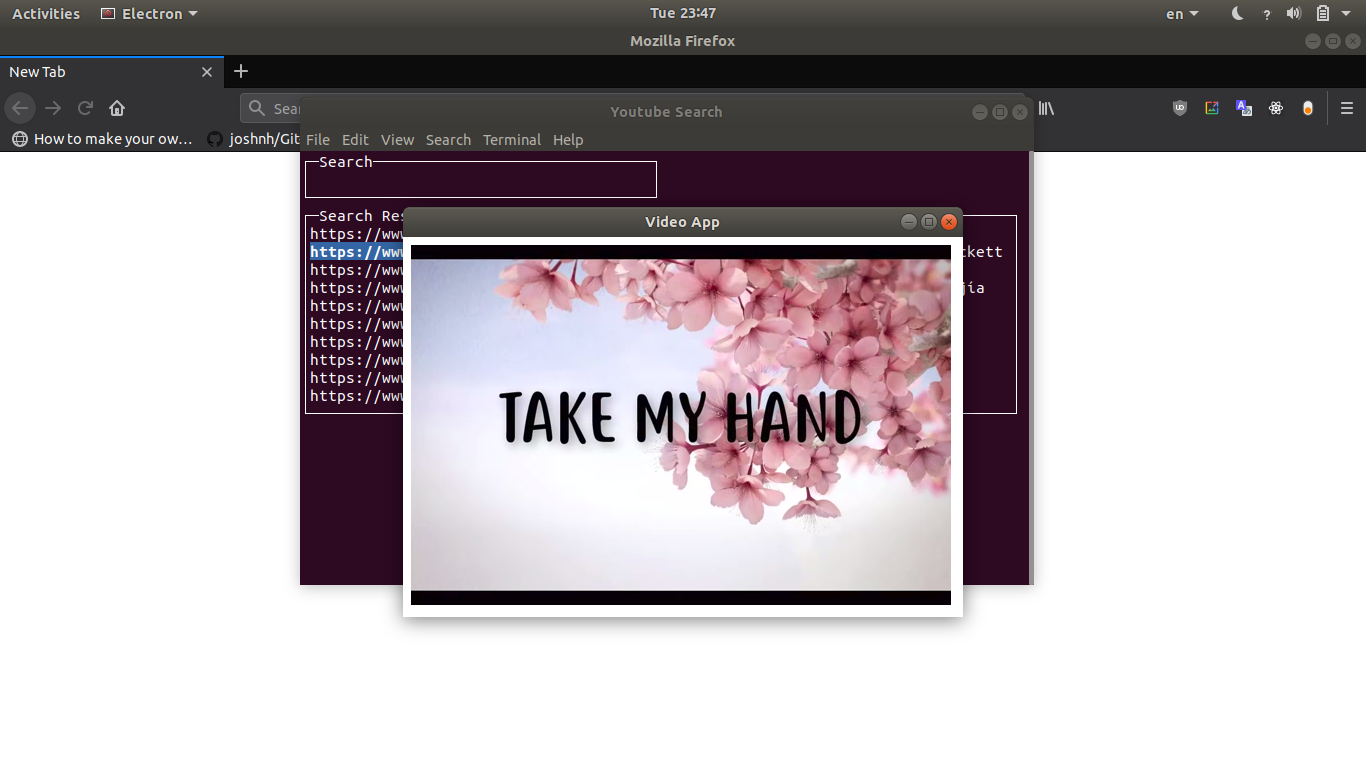 Activities Electron Tue 23:47 en
Mozilla Firefox
New Tab
Sear
Youtube Search
How to make your ow… joshnh/Git
File Edit View Search Terminal Help
Search
Search Res
Video App
https://www
https://www ckett
https://www
https://www jia
https://www
https://www
https://www
https://www
https://www
https://www
TAKE MY HAND